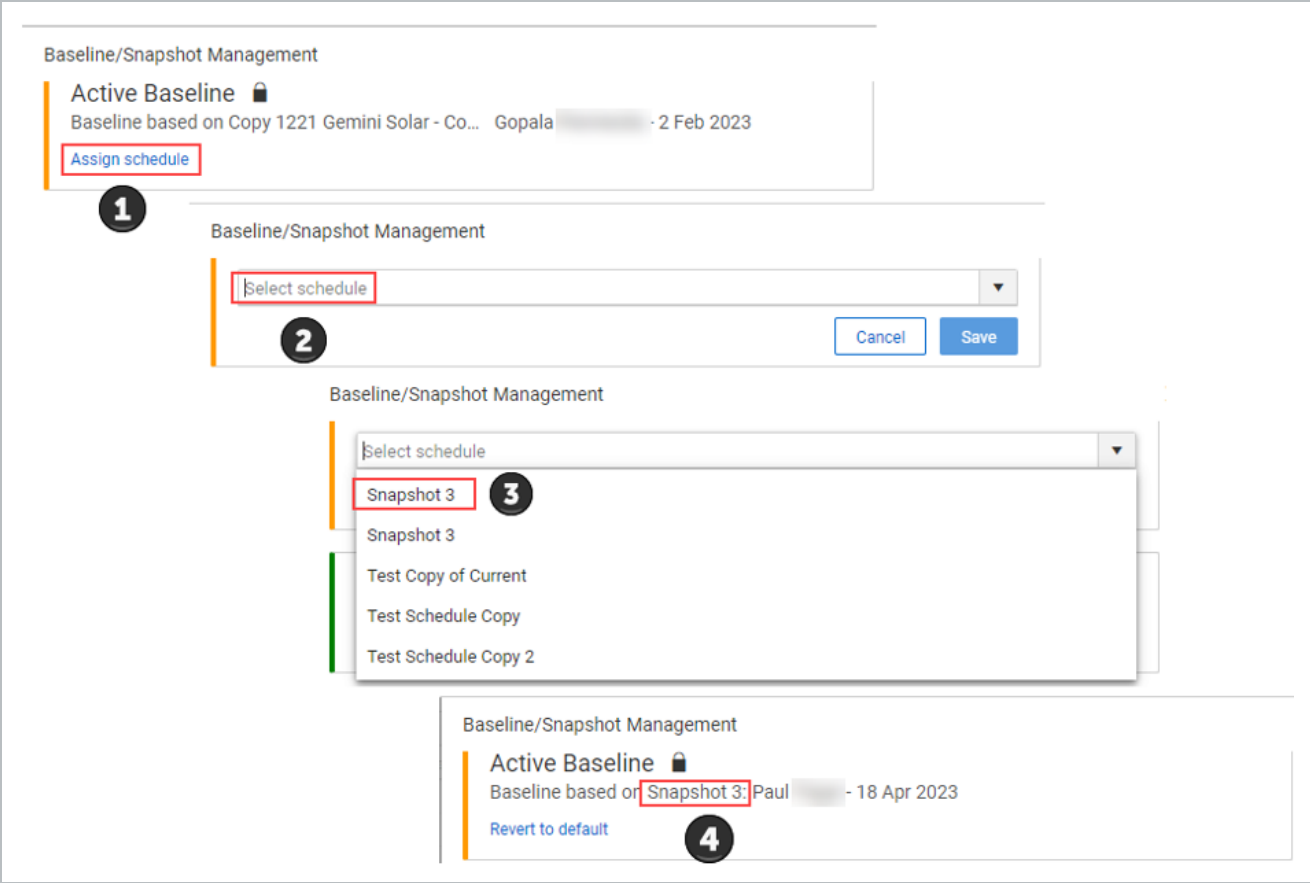 Baseline/Snapshot Management
Active Baseline
Baseline based on Copy 1221 Gemini Solar - Co... Gopala - 2 Feb 2023
Assign schedule
1
Baseline/Snapshot Management
Select schedule
2
Cancel
Save
Baseline/Snapshot Management
Select schedule
Snapshot 3
3
Snapshot 3
Test Copy of Current
Test Schedule Copy
Test Schedule Copy 2
Baseline/Snapshot Management
Active Baseline
Baseline based on Snapshot 3: Paul - 18 Apr 2023
Revert to default
4